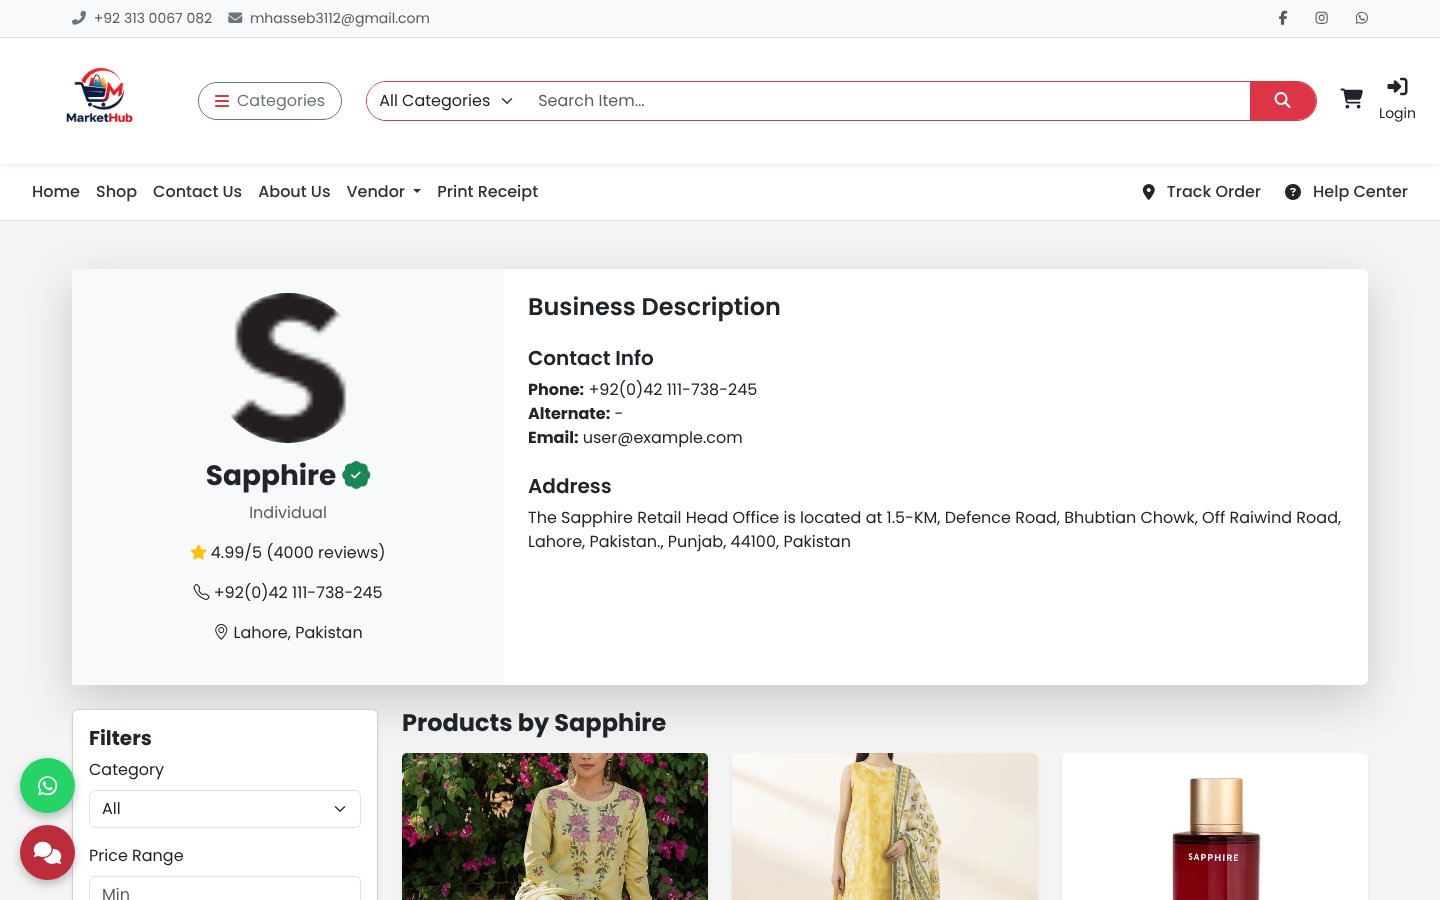 +92 313 0067 082 mhasseb3112@gmail.com
MarketHub
Categories
All Categories
Search Item...
Login
Home Shop Contact Us About Us Vendor Print Receipt
Track Order Help Center
S
Sapphire
Individual
4.99/5 (4000 reviews)
+92(0)42 111-738-245
Lahore, Pakistan
Business Description
Contact Info
Phone: +92(0)42 111-738-245
Alternate: -
Email: user@example.com
Address
The Sapphire Retail Head Office is located at 1.5-KM, Defence Road, Bhubtian Chowk, Off Raiwind Road,
Lahore, Pakistan., Punjab, 44100, Pakistan
Filters
Category
All
Price Range
Min
Products by Sapphire
SAPPHIRE